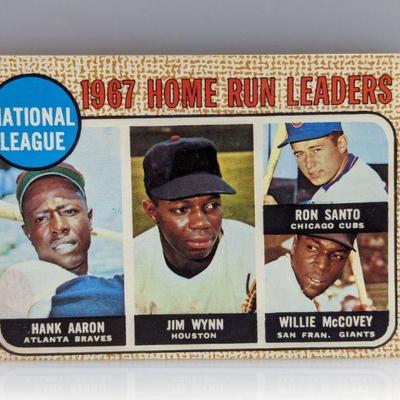 NATIONAL
LEAGUE
1967 HOME RUN LEADERS
HANK AARON
ATLANTA BRAVES
JIM WYNN
HOUSTON
RON SANTO
CHICAGO CUBS
WILLIE McCOVEY
SAN FRAN. GIANTS